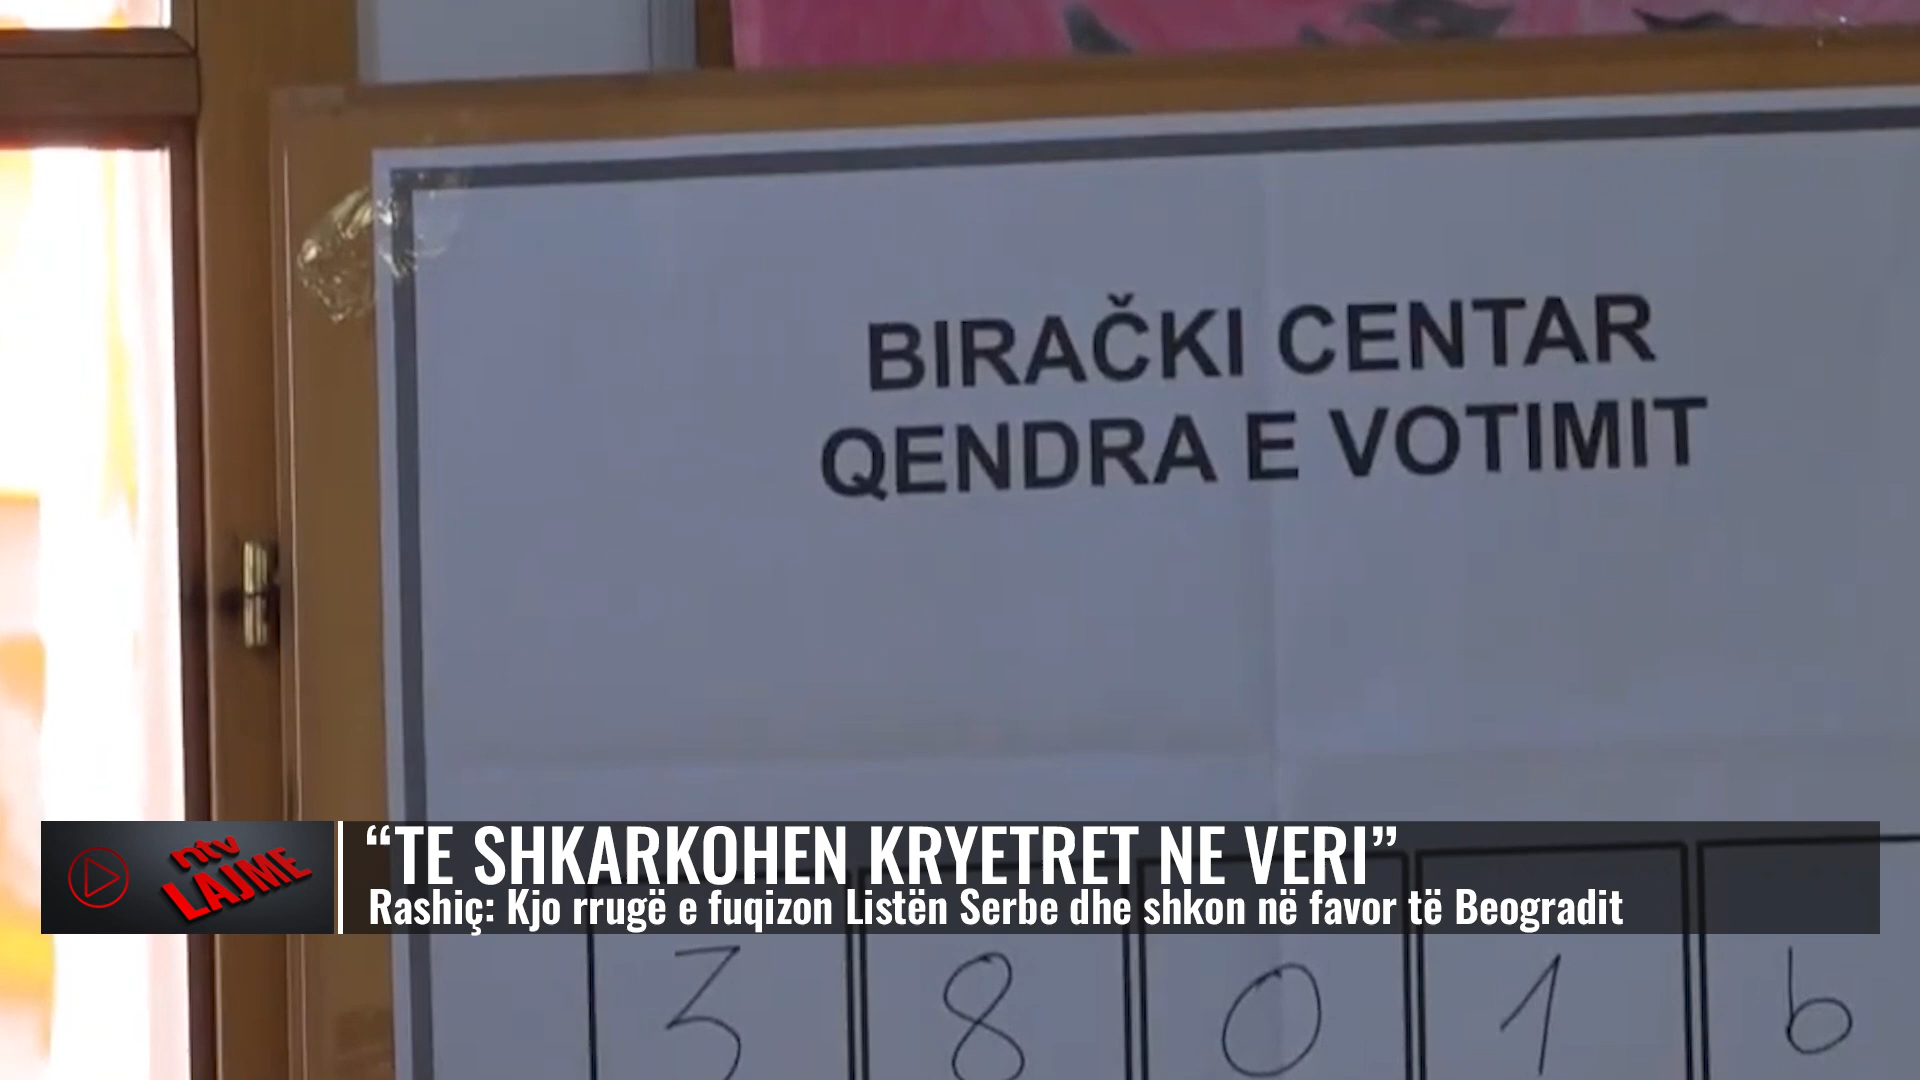 BIRAČKI CENTAR
QENDRA E VOTIMIT
ntv
LAJME
“TE SHKARKOHEN KRYETRET NE VERI”
Rashiç: Kjo rrugë e fuqizon Listën Serbe dhe shkon në favor të Beogradit
3 8 0 1 6